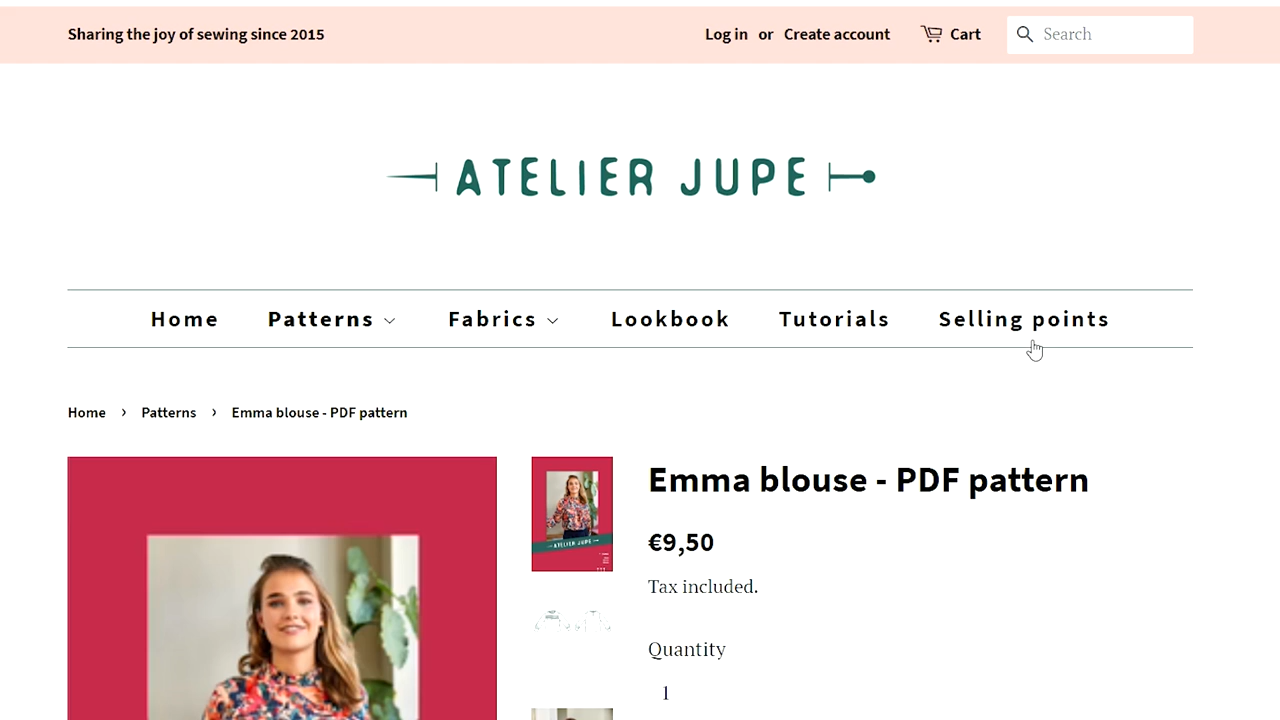 Sharing the joy of sewing since 2015
Log in or Create account
Cart
Search
ATELIER JUPE
Home
Patterns
Fabrics
Lookbook
Tutorials
Selling points
Home › Patterns › Emma blouse - PDF pattern
ATELIER JUPE
Emma blouse - PDF pattern
€9,50
Tax included.
Quantity
1